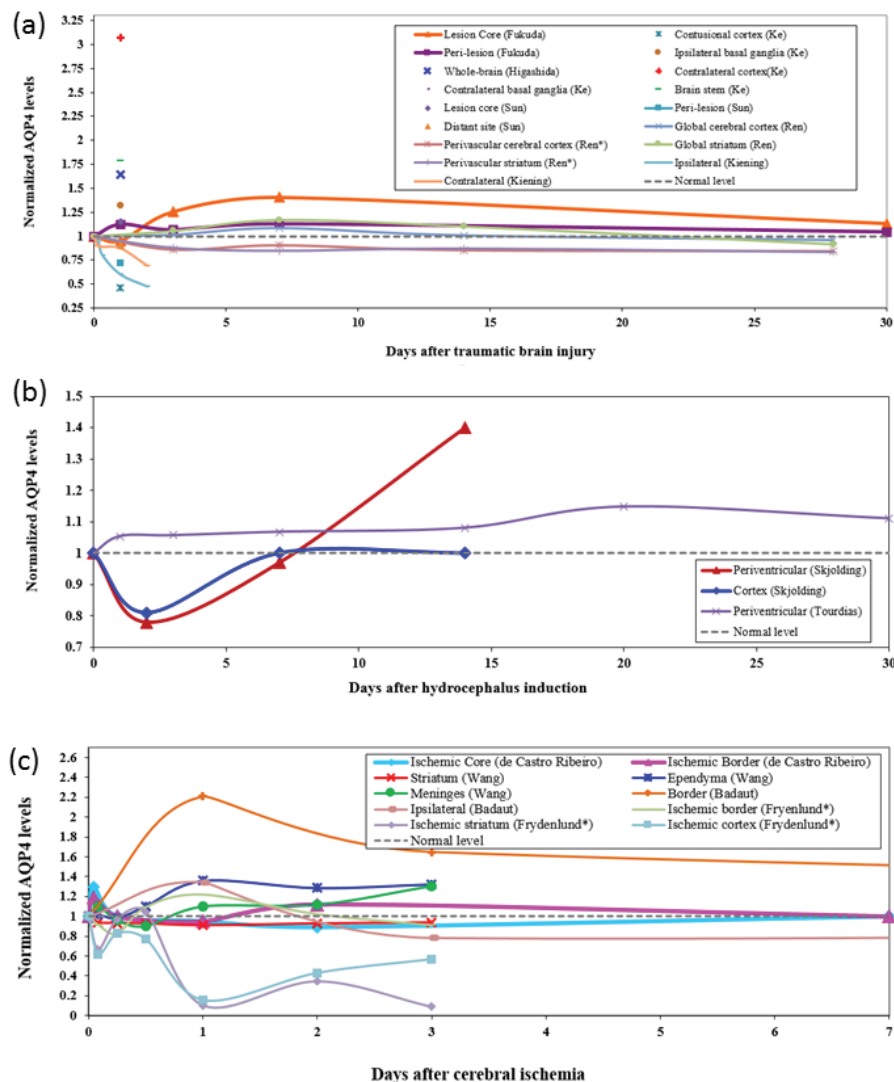 (a)
Normalized AQP4 levels
3.25
3
2.75
2.5
2.25
2
1.75
1.5
1.25
1
0.75
0.5
0.25
Lesion Core (Fukuda)
Contusional cortex (Ke)
Peri-lesion (Fukuda)
Ipsilateral basal ganglia (Ke)
Whole-brain (Higashida)
Contralateral cortex(Ke)
Contralateral basal ganglia (Ke)
Brain stem (Ke)
Lesion core (Sun)
Peri-lesion (Sun)
Distant site (Sun)
Global cerebral cortex (Ren)
Perivascular cerebral cortex (Ren*)
Global striatum (Ren)
Perivascular striatum (Ren*)
Ipsilateral (Kiening)
Contralateral (Kiening)
Normal level
0 5 10 15 20 25 30
Days after traumatic brain injury
(b)
Normalized AQP4 levels
1.5
1.4
1.3
1.2
1.1
1
0.9
0.8
0.7
Periventricular (Skjolding)
Cortex (Skjolding)
Periventricular (Tourdias)
Normal level
0 5 10 15 20 25 30
Days after hydrocephalus induction
(c)
Normalized AQP4 levels
2.6
2.4
2.2
2
1.8
1.6
1.4
1.2
1
0.8
0.6
0.4
0.2
0
Ischemic Core (de Castro Ribeiro)
Ischemic Border (de Castro Ribeiro)
Striatum (Wang)
Ependyma (Wang)
Meninges (Wang)
Border (Badaut)
Ipsilateral (Badaut)
Ischemic border (Fryenlund*)
Ischemic striatum (Frydenlund*)
Ischemic cortex (Frydenlund*)
Normal level
0 1 2 3 4 5 6 7
Days after cerebral ischemia